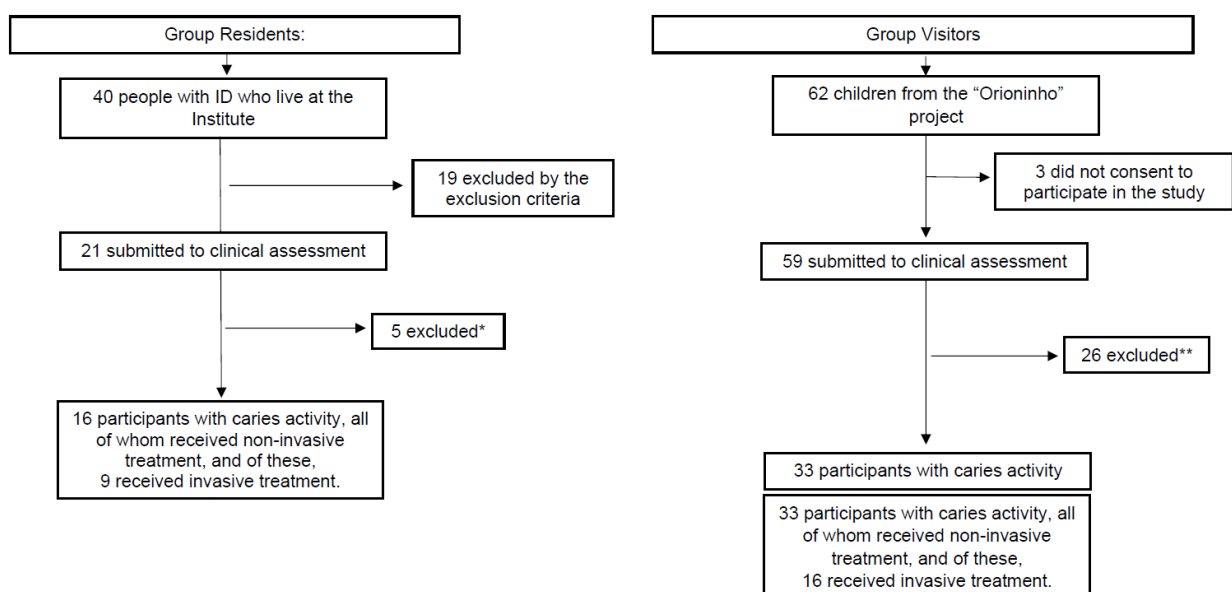 Group Residents:
40 people with ID who live at the
Institute
19 excluded by the
exclusion criteria
21 submitted to clinical assessment
5 excluded*
16 participants with caries activity, all
of whom received non-invasive
treatment, and of these,
9 received invasive treatment.
Group Visitors
62 children from the “Orioninho”
project
3 did not consent to
participate in the study
59 submitted to clinical assessment
26 excluded**
33 participants with caries activity
33 participants with caries activity, all
of whom received non-invasive
treatment, and of these,
16 received invasive treatment.